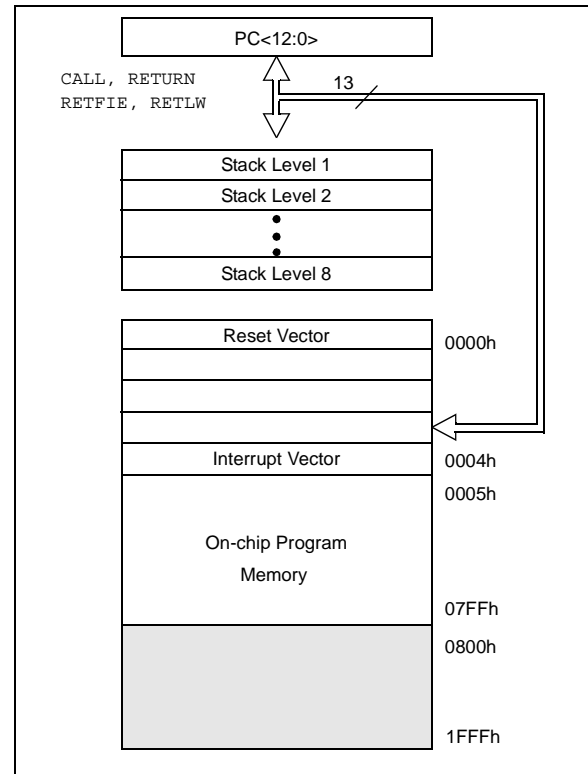 PC<12:0>
CALL, RETURN
RETFIE, RETLW
13
Stack Level 1
Stack Level 2
Stack Level 8
Reset Vector
0000h
Interrupt Vector
0004h
0005h
On-chip Program
Memory
07FFh
0800h
1FFFh